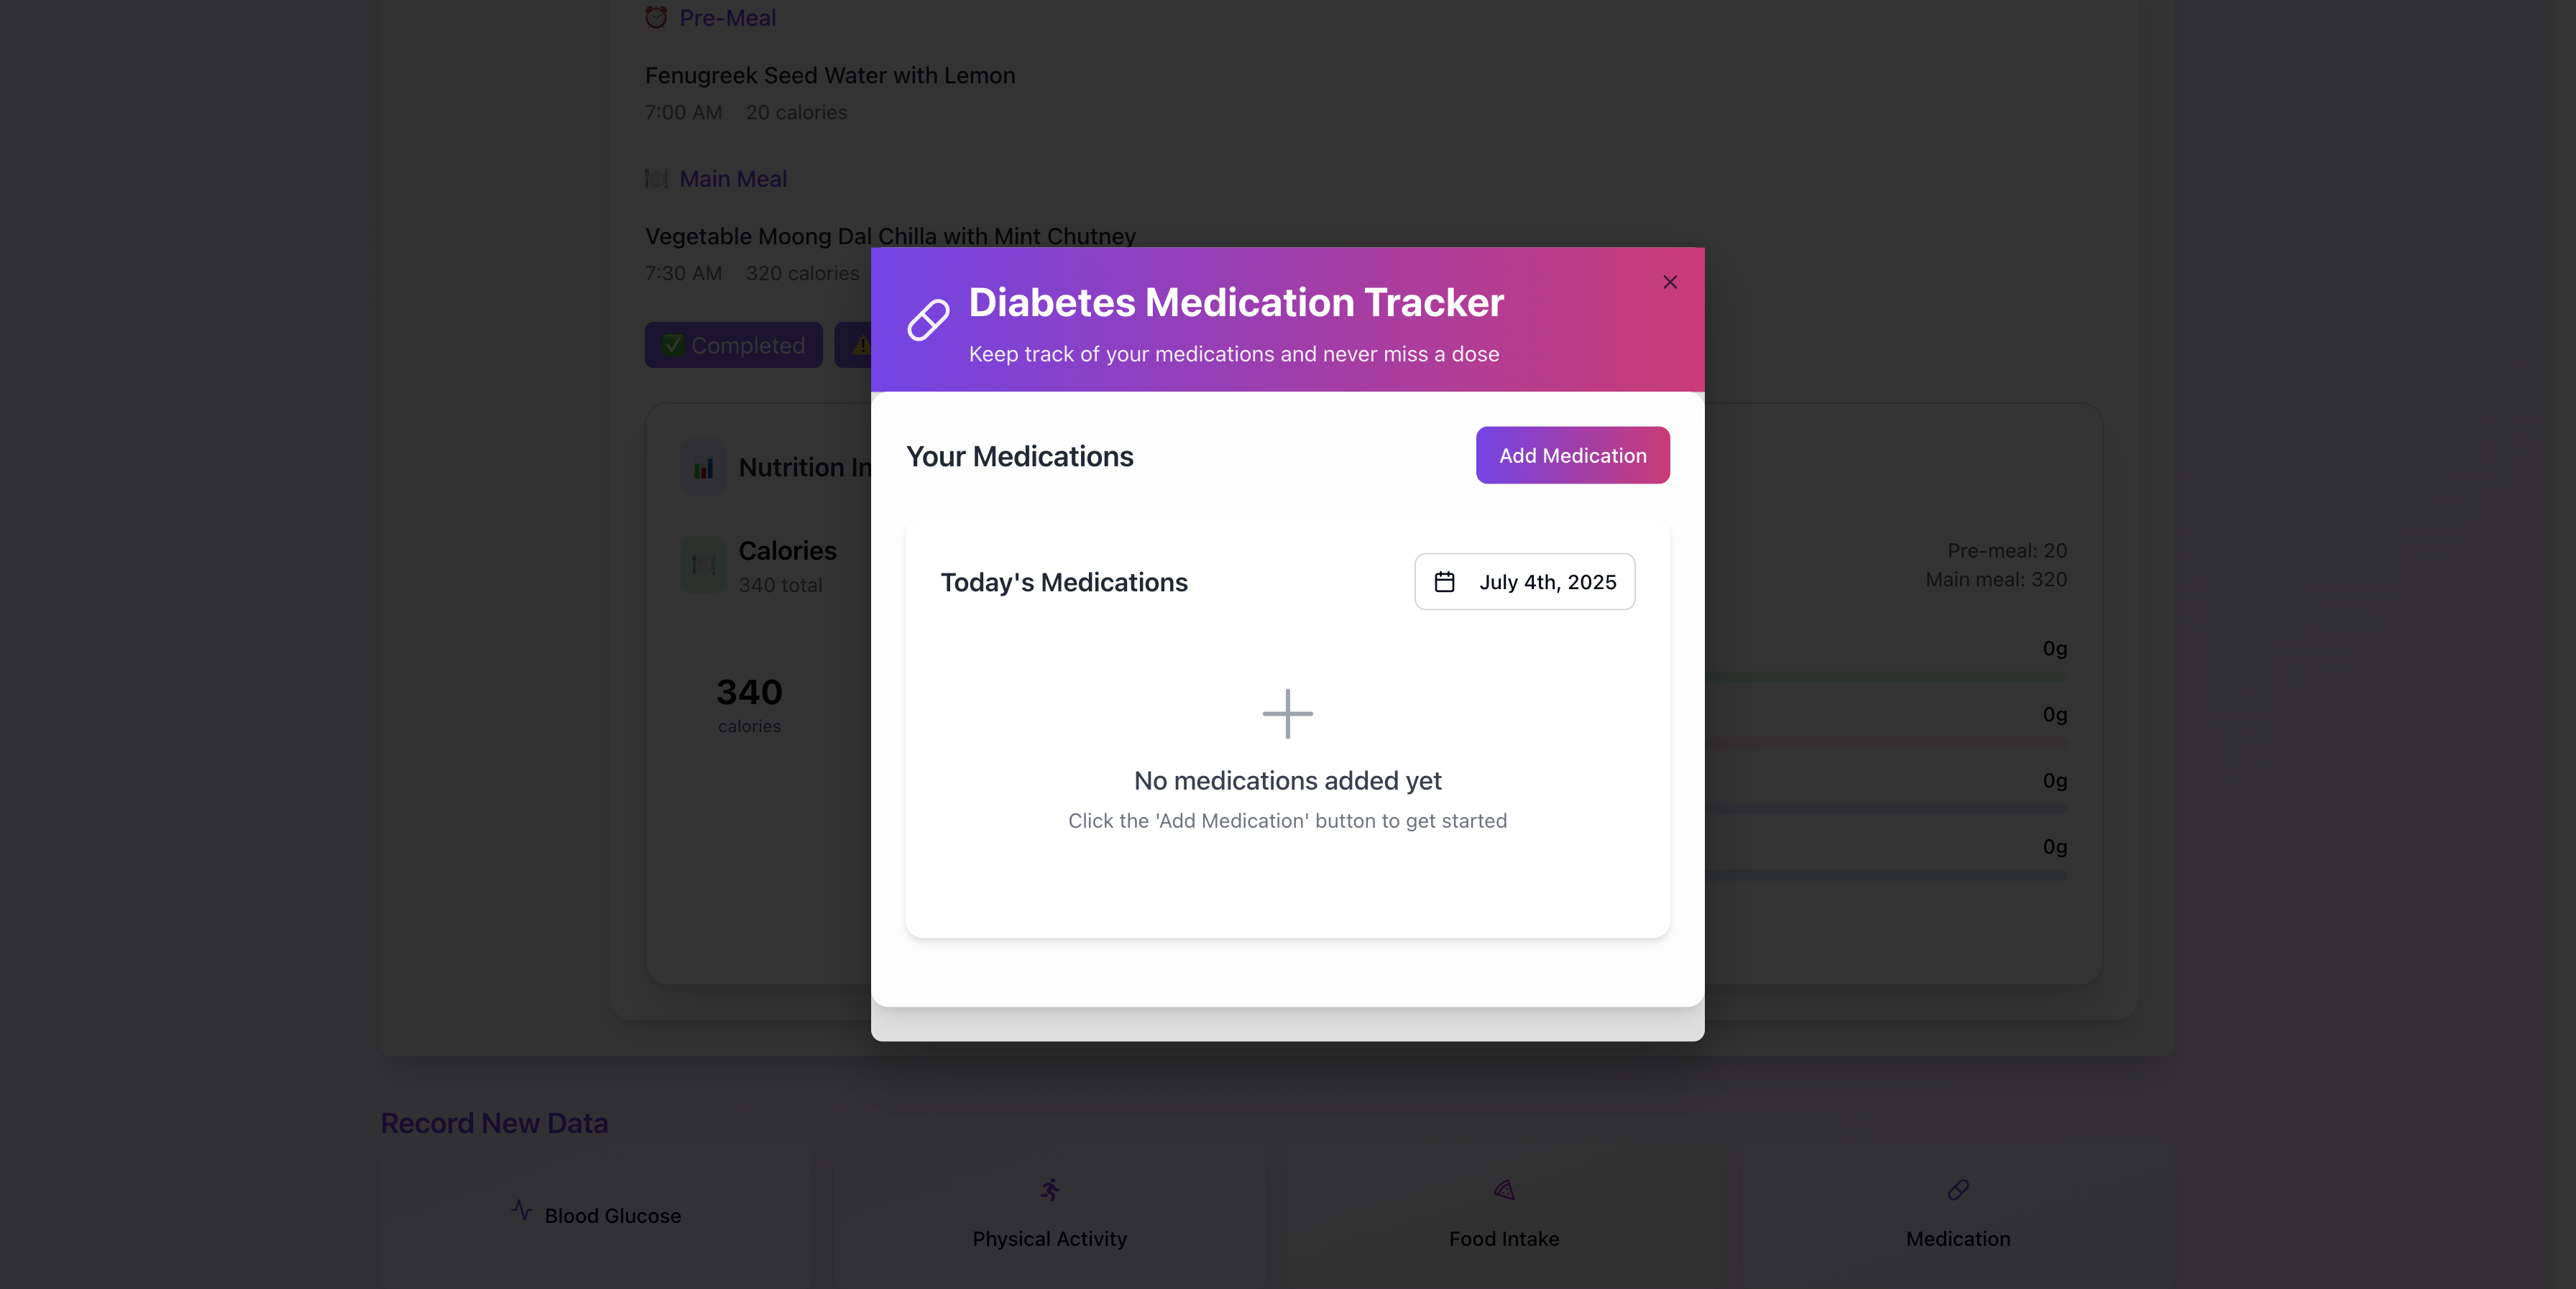 Pre-Meal
Fenugreek Seed Water with Lemon
7:00 AM 20 calories
Main Meal
Vegetable Moong Dal Chilla with Mint Chutney
7:30 AM 320 calories
Completed
Diabetes Medication Tracker
Keep track of your medications and never miss a dose
Your Medications
Add Medication
Today's Medications
July 4th, 2025
No medications added yet
Click the 'Add Medication' button to get started
Nutrition In
Calories
340 total
340
calories
Pre-meal: 20
Main meal: 320
0g
0g
0g
0g
Record New Data
Blood Glucose
Physical Activity
Food Intake
Medication